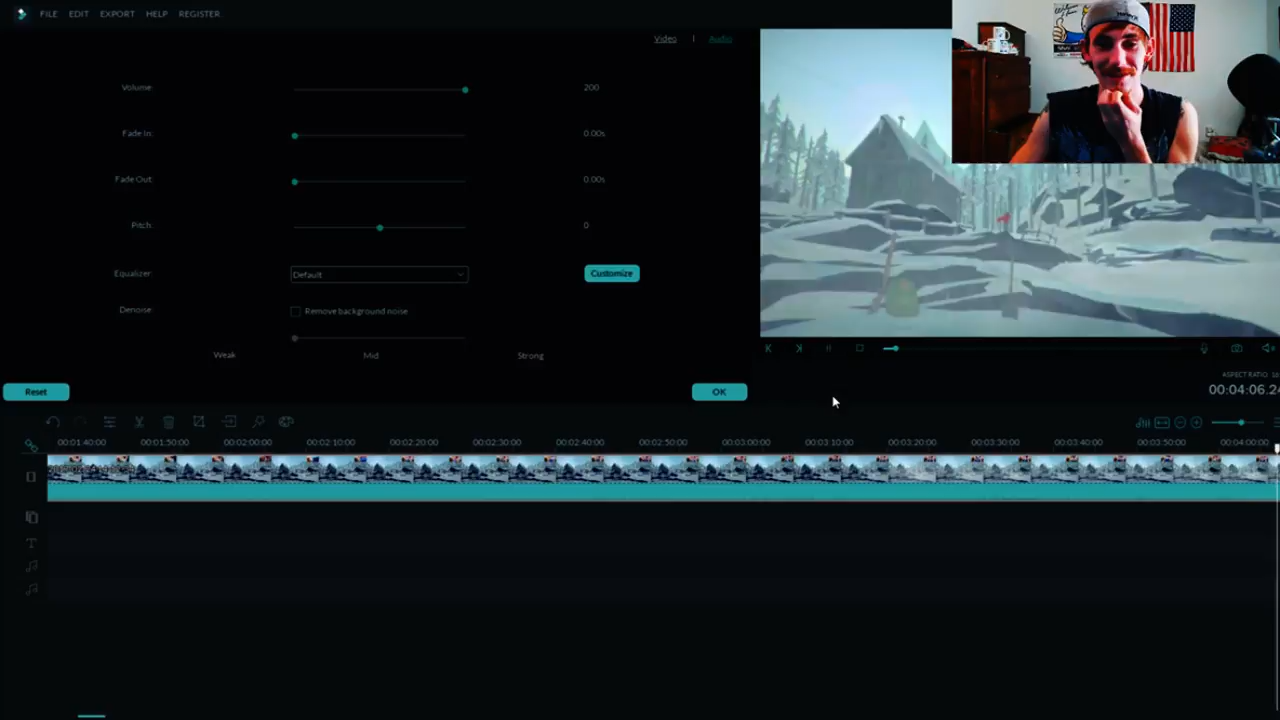 FILE EDIT EXPORT HELP REGISTER
Video | Audio
Volume: 200
Fade In: 0.00s
Fade Out: 0.00s
Pitch: 0
Equalizer: Default Customize
Denoise: Remove background noise
Weak Mid Strong
Reset OK
ASPECT RATIO
00:04:06.24
00:01:40:00 00:01:50:00 00:02:00:00 00:02:10:00 00:02:20:00 00:02:30:00 00:02:40:00 00:02:50:00 00:03:00:00 00:03:10:00 00:03:20:00 00:03:30:00 00:03:40:00 00:03:50:00 00:04:00:00